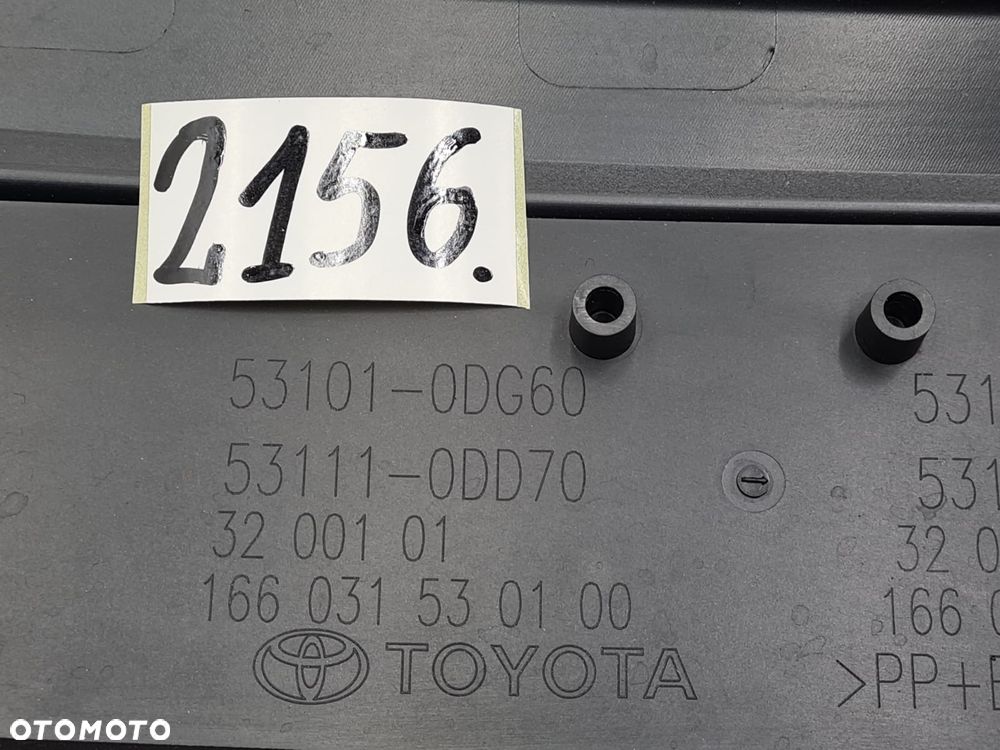 2156.
53101-0DG60
53111-0DD70
32 001 01
166 031 53 01 00
TOYOTA
531
531
32 0
166 0
>PP+E
OTOMOTO